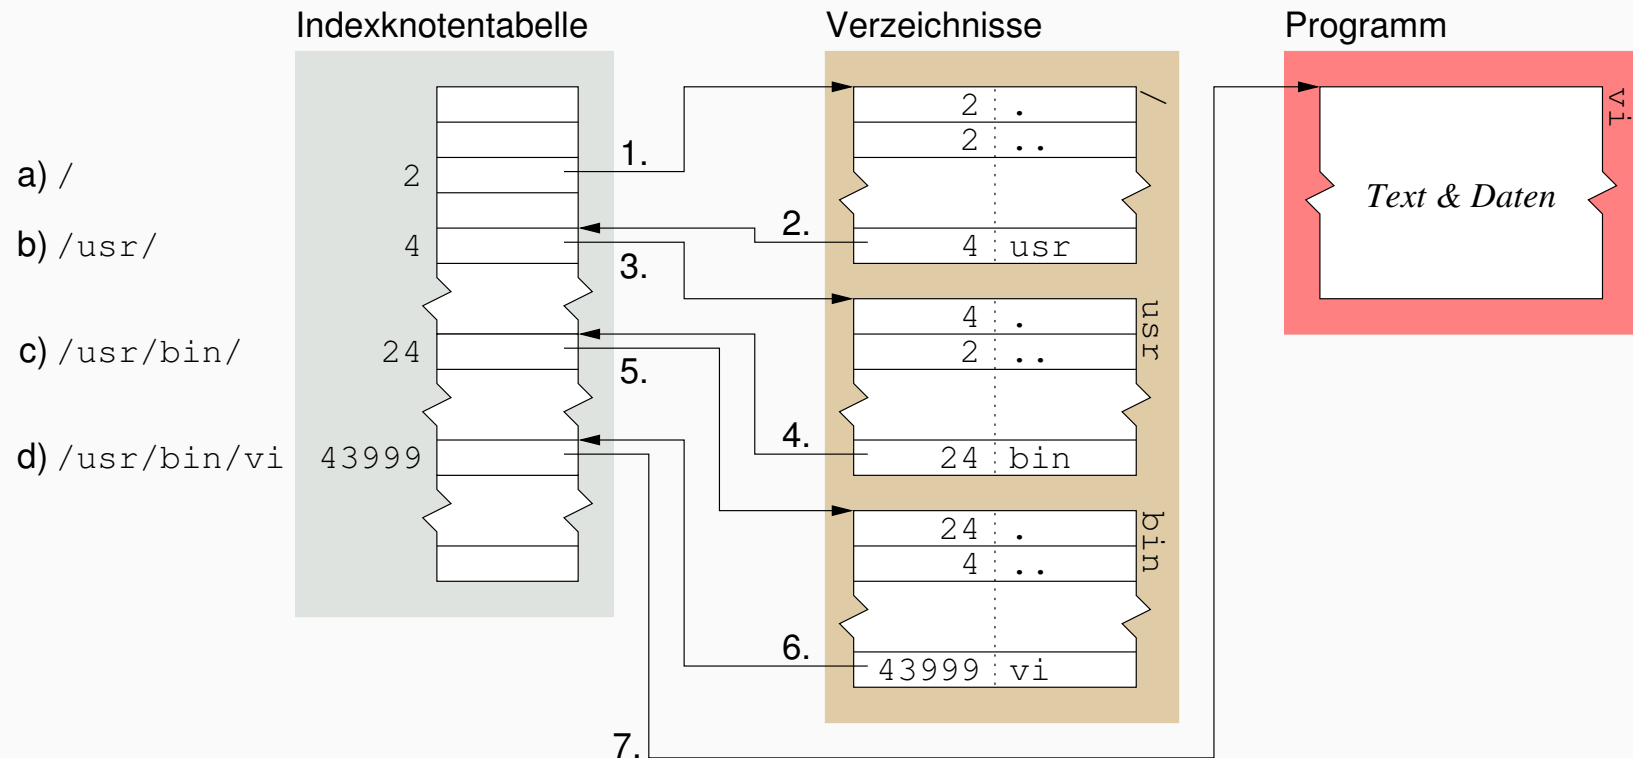 Indexknotentabelle
Verzeichnisse
Programm
a) /
2
b) /usr/
4
c) /usr/bin/
24
d) /usr/bin/vi
43999
1.
2.
3.
4.
5.
6.
7.
/
2 .
2 ..
4 usr
usr
4 .
2 ..
24 bin
bin
24 .
4 ..
43999 vi
vi
Text & Daten